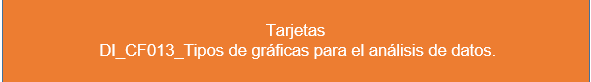 Tarjetas
DI_CF013_Tipos de gráficas para el análisis de datos.